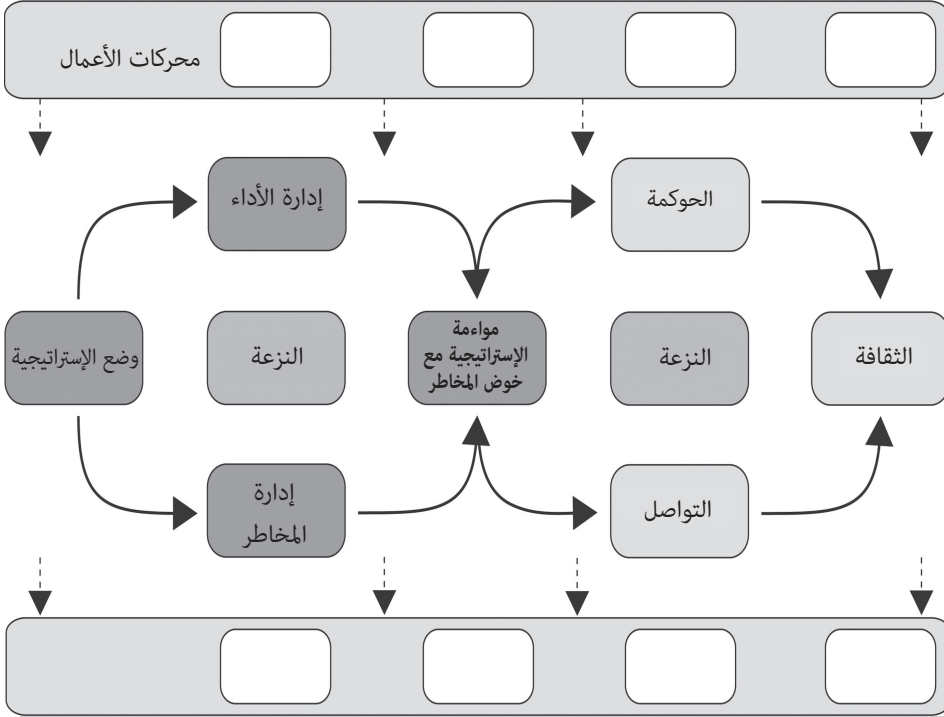 محركات الأعمال
إدارة الأداء
الحوكمة
وضع الإستراتيجية
النزعة
مواءمة
الإستراتيجية مع
خوض المخاطر
النزعة
الثقافة
إدارة
المخاطر
التواصل